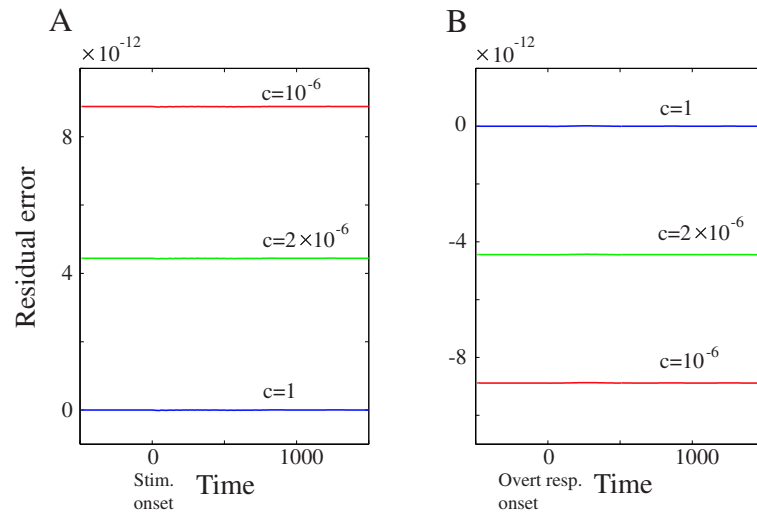 A
×10⁻¹²
Residual error
8
4
0
c=10⁻⁶
c=2×10⁻⁶
c=1
0
1000
Stim.
onset
Time
B
×10⁻¹²
0
-4
-8
c=1
c=2×10⁻⁶
c=10⁻⁶
0
1000
Overt resp.
onset
Time